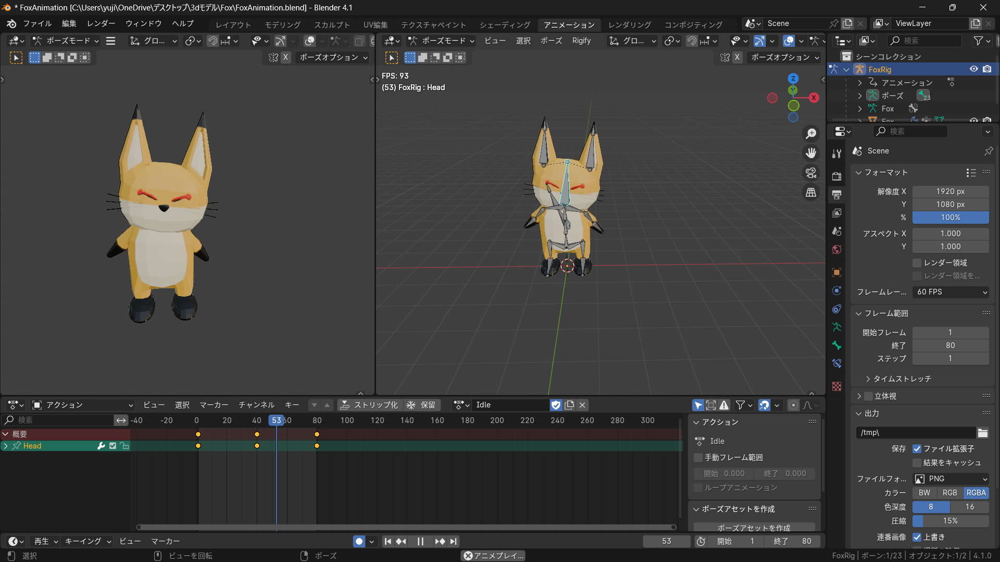 * FoxAnimation [C:\Users\yuji\OneDrive\デスクトップ\3dモデル\Fox\FoxAnimation.blend] - Blender 4.1
ファイル 編集 レンダー ウィンドウ ヘルプ レイアウト モデリング スカルプト UV編集 テクスチャペイント シェーディング アニメーション レンダリング コンポジティング Scene ViewLayer
ポーズモード グロ... ポーズモード ビュー 選択 ポーズ Rigify グロ... 検索
X ポーズオプション X ポーズオプション
シーンコレクション
FoxRig
アニメーション
ポーズ 23
Fox
FPS: 93
(53) FoxRig : Head
Z
Y
X
検索
Scene
フォーマット
解像度 X 1920 px
Y 1080 px
% 100%
アスペクト X 1.000
Y 1.000
レンダー領域
レンダー領域を...
フレームレー... 60 FPS
フレーム範囲
開始フレーム 1
終了 80
ステップ 1
タイムストレッチ
立体視
出力
/tmp\
保存 ファイル拡張子
結果をキャッシュ
ファイルフォ... PNG
カラー BW RGB RGBA
色深度 8 16
圧縮 15%
連番画像 上書き
アクション ビュー 選択 マーカー チャンネル キー ストリップ化 保留 Idle
検索 -40 -20 0 20 40 53 60 80 100 120 140 160 180 200 220 240 260 280 300
概要
Head
アクション
Idle
手動フレーム範囲
開始 0.000 終了 0.000
ループアニメーション
ポーズアセットを作成
ポーズアセットを作成
再生 キーイング ビュー マーカー 53 開始 1 終了 80
選択 ビューを回転 ポーズ アニメプレイ... FoxRig | ボーン:1/23 | オブジェクト:1/2 | 4.1.0